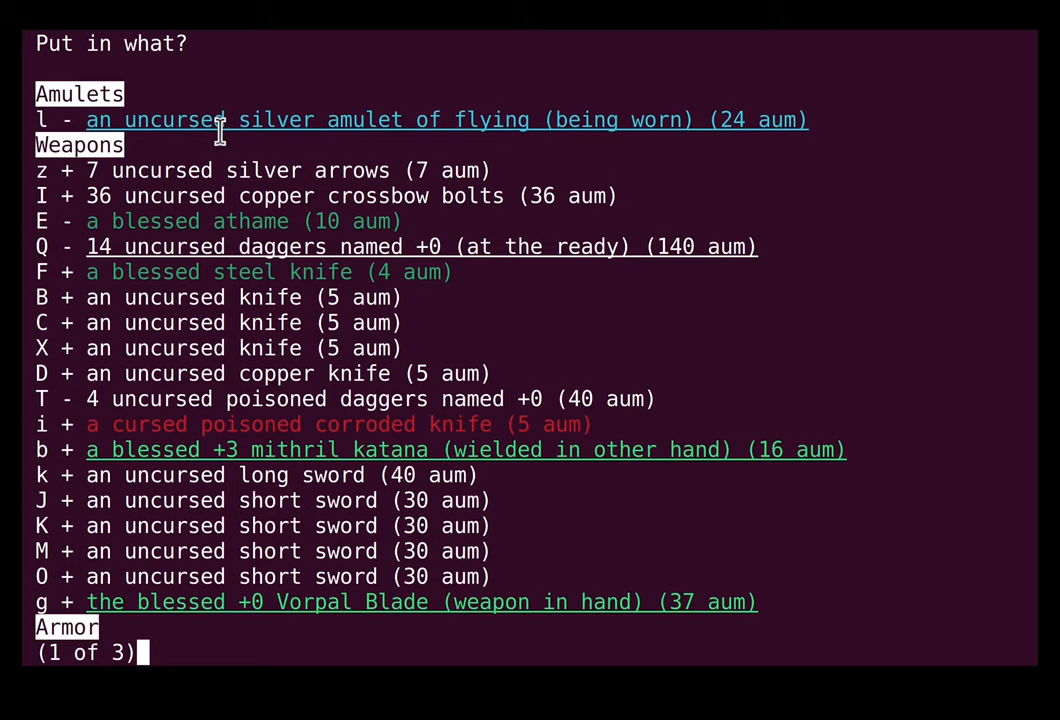 Put in what?
Amulets
l - an uncursed silver amulet of flying (being worn) (24 aum)
Weapons
z + 7 uncursed silver arrows (7 aum)
I + 36 uncursed copper crossbow bolts (36 aum)
E - a blessed athame (10 aum)
Q - 14 uncursed daggers named +0 (at the ready) (140 aum)
F + a blessed steel knife (4 aum)
B + an uncursed knife (5 aum)
C + an uncursed knife (5 aum)
X + an uncursed knife (5 aum)
D + an uncursed copper knife (5 aum)
T - 4 uncursed poisoned daggers named +0 (40 aum)
i + a cursed poisoned corroded knife (5 aum)
b + a blessed +3 mithril katana (wielded in other hand) (16 aum)
k + an uncursed long sword (40 aum)
J + an uncursed short sword (30 aum)
K + an uncursed short sword (30 aum)
M + an uncursed short sword (30 aum)
O + an uncursed short sword (30 aum)
g + the blessed +0 Vorpal Blade (weapon in hand) (37 aum)
Armor
(1 of 3)